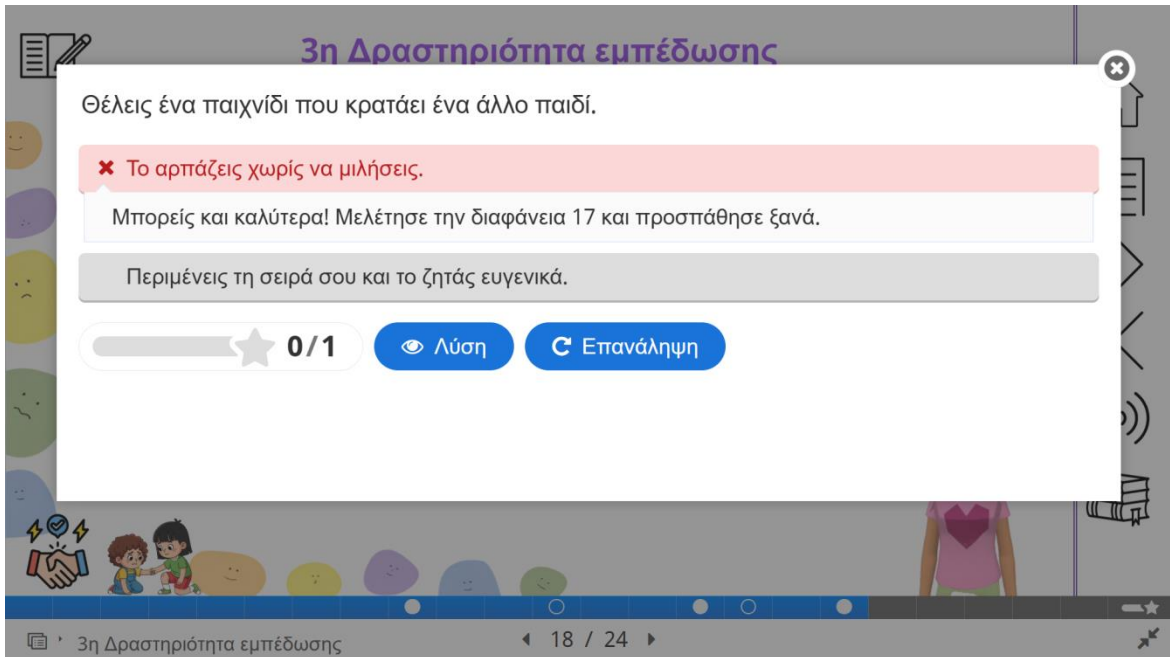 3η Δραστηριότητα εμπέδωσης
Θέλεις ένα παιχνίδι που κρατάει ένα άλλο παιδί.
Το αρπάζεις χωρίς να μιλήσεις.
Μπορείς και καλύτερα! Μελέτησε την διαφάνεια 17 και προσπάθησε ξανά.
Περιμένεις τη σειρά σου και το ζητάς ευγενικά.
0/1 Λύση Επανάληψη
3η Δραστηριότητα εμπέδωσης 18 / 24